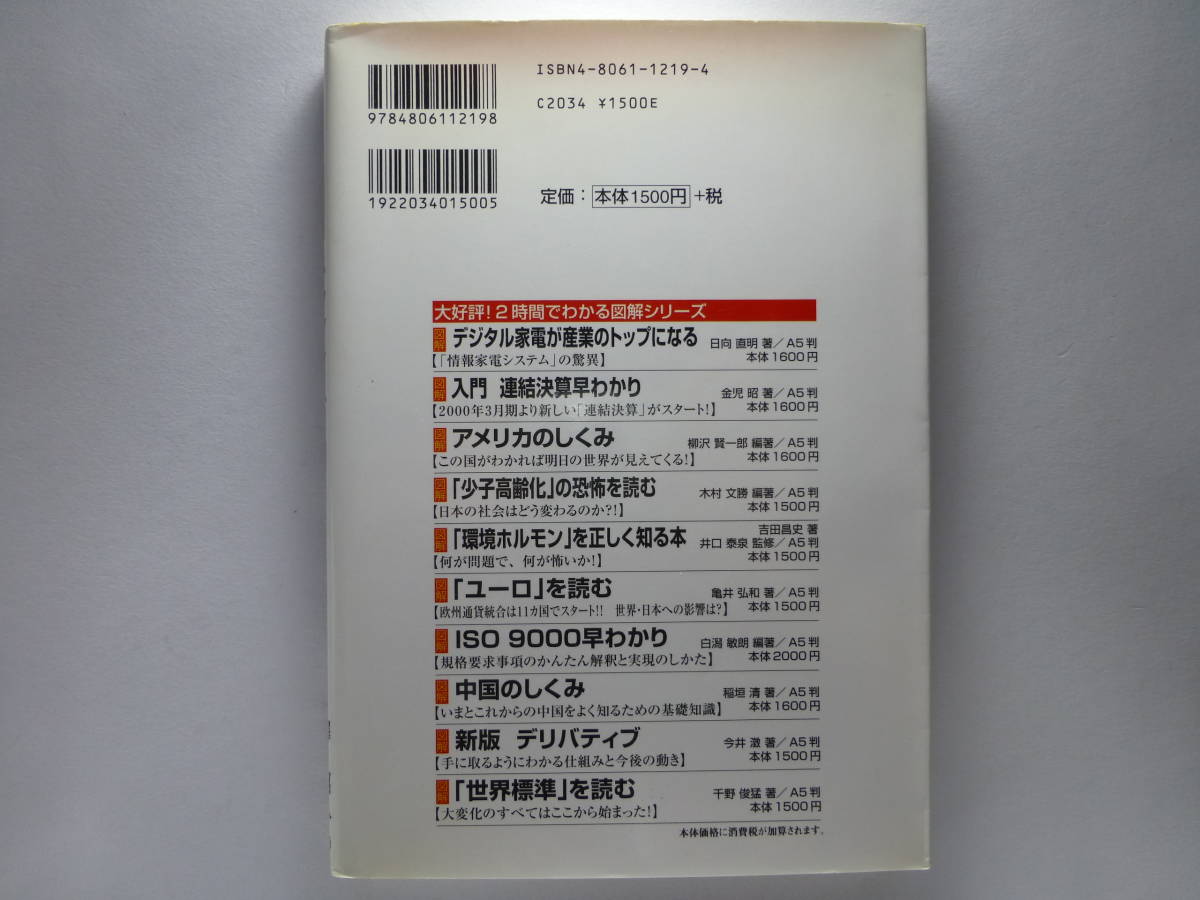 ISBN4-8061-1219-4
C2034 ¥1500E
9784806112198
1922034015005
定価：本体1500円+税
大好評！2時間でわかる図解シリーズ
図解 デジタル家電が産業のトップになる 日向 直明 著／A5判
【「情報家電システム」の驚異】 本体1600円
図解 入門 連結決算早わかり 金児 昭 著／A5判
【2000年3月期より新しい「連結決算」がスタート！】 本体1600円
図解 アメリカのしくみ 柳沢 賢一郎 編著／A5判
【この国がわかれば明日の世界が見えてくる！】 本体1600円
図解 「少子高齢化」の恐怖を読む 木村 文勝 編著／A5判
【日本の社会はどう変わるのか？！】 本体1500円
吉田昌史 著
図解 「環境ホルモン」を正しく知る本 井口 泰泉 監修／A5判
【何が問題で、何が怖いか！】 本体1500円
図解 「ユーロ」を読む 亀井 弘和 著／A5判
【欧州通貨統合は11カ国でスタート！！ 世界・日本への影響は？】 本体1500円
図解 ISO 9000早わかり 白潟 敏朗 編著／A5判
【規格要求事項のかんたん解釈と実現のしかた】 本体2000円
図解 中国のしくみ 稲垣 清 著／A5判
【いまとこれからの中国をよく知るための基礎知識】 本体1600円
図解 新版 デリバティブ 今井 澂 著／A5判
【手に取るようにわかる仕組みと今後の動き】 本体1500円
図解 「世界標準」を読む 千野 俊猛 著／A5判
【大変化のすべてはここから始まった！】 本体1500円
本体価格に消費税が加算されます。